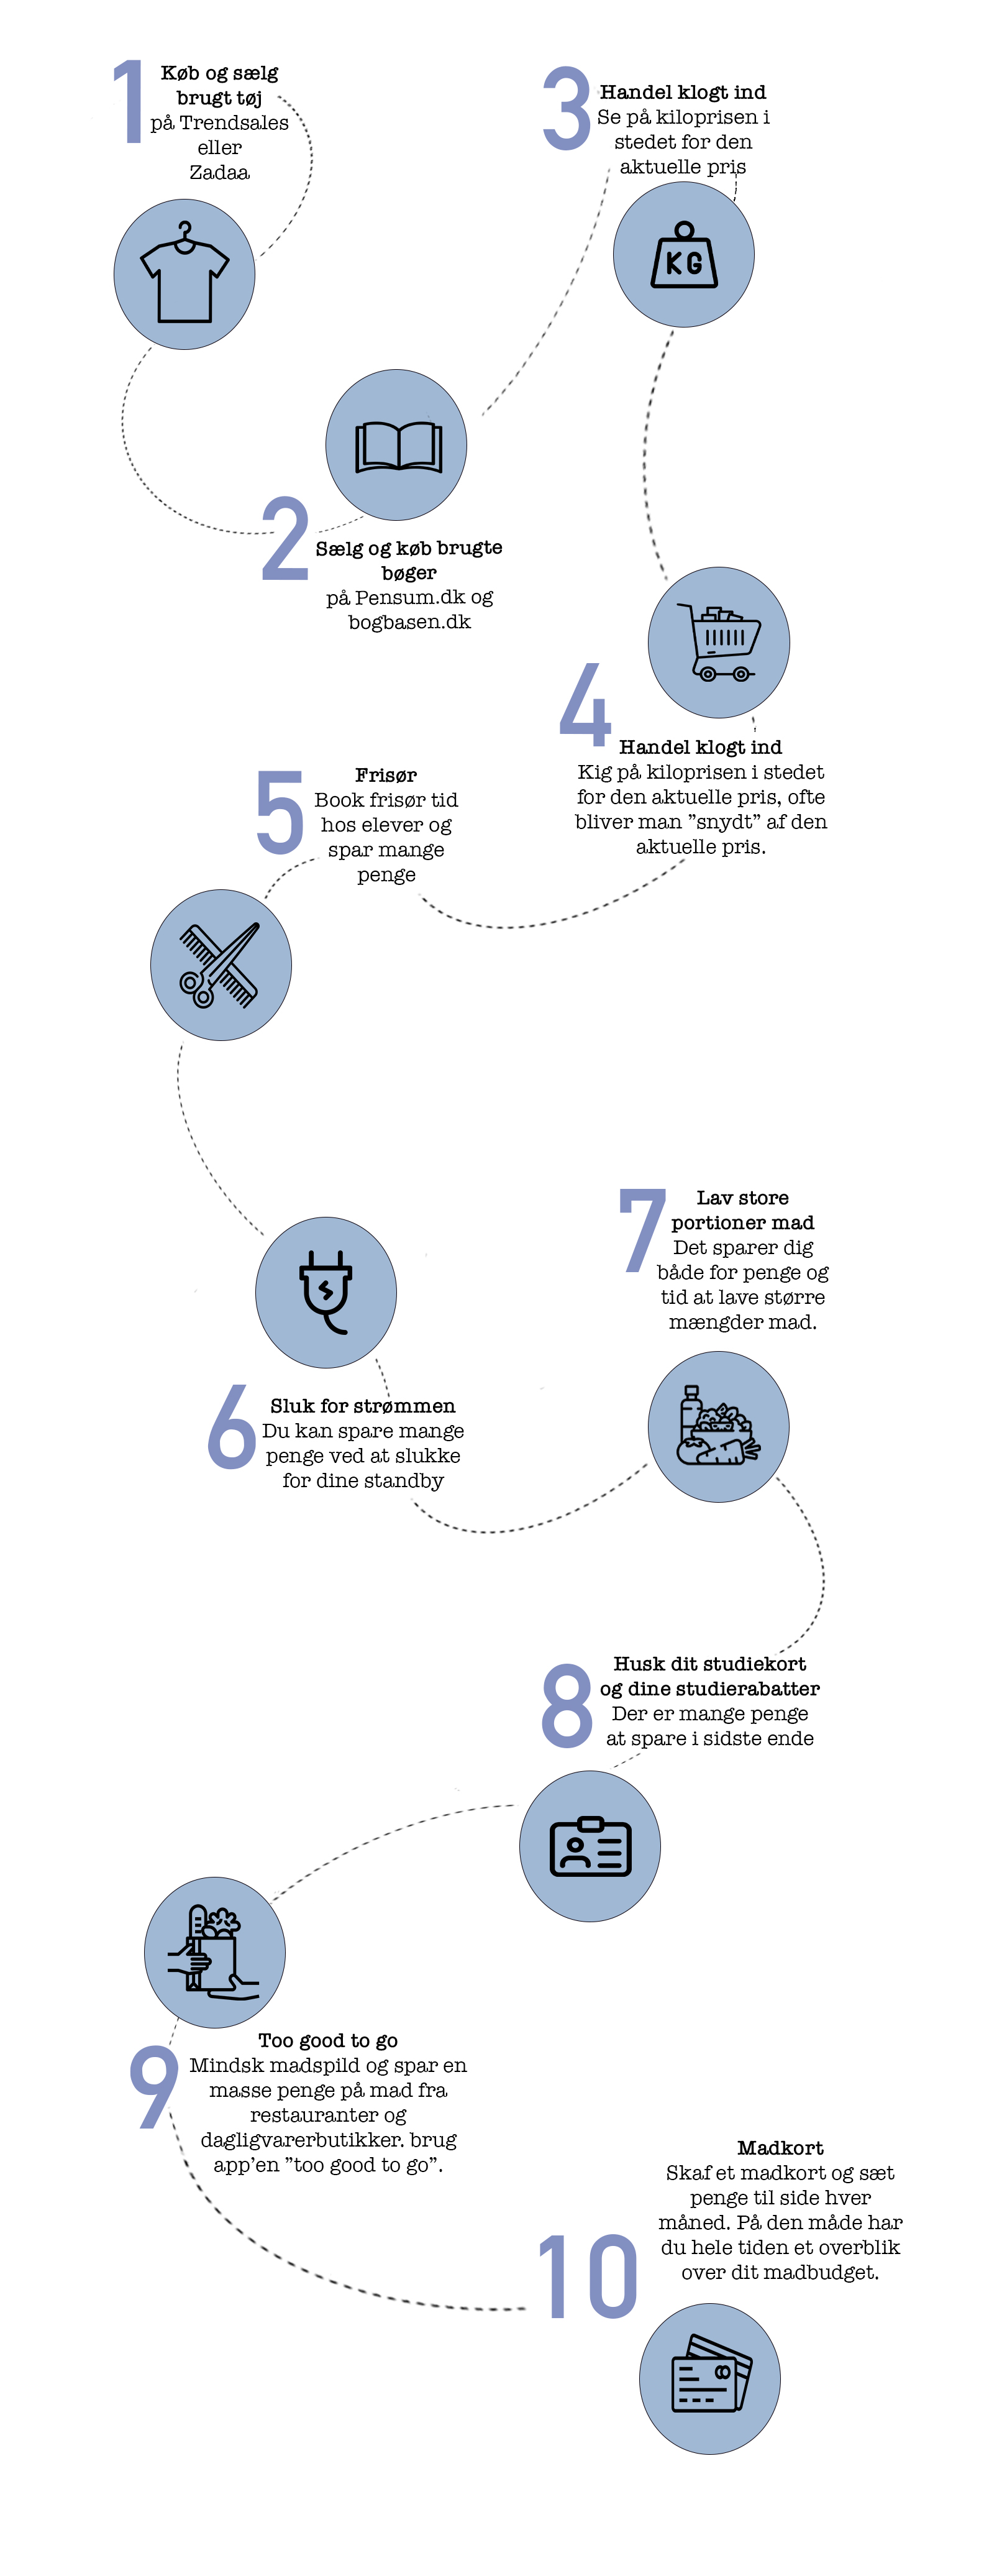 1
Køb og sælg
brugt tøj
på Trendsales
eller
Zadaa
2
Sælg og køb brugte
bøger
på Pensum.dk og
bogbasen.dk
3
Handel klogt ind
Se på kiloprisen i
stedet for den
aktuelle pris
KG
4
Handel klogt ind
Kig på kiloprisen i stedet
for den aktuelle pris, ofte
bliver man ”snydt” af den
aktuelle pris.
5
Frisør
Book frisør tid
hos elever og
spar mange
penge
6
Sluk for strømmen
Du kan spare mange
penge ved at slukke
for dine standby
7
Lav store
portioner mad
Det sparer dig
både for penge og
tid at lave større
mængder mad.
8
Husk dit studiekort
og dine studierabatter
Der er mange penge
at spare i sidste ende
9
Too good to go
Mindsk madspild og spar en
masse penge på mad fra
restauranter og
dagligvarerbutikker. brug
app’en ”too good to go”.
10
Madkort
Skaf et madkort og sæt
penge til side hver
måned. På den måde har
du hele tiden et overblik
over dit madbudget.